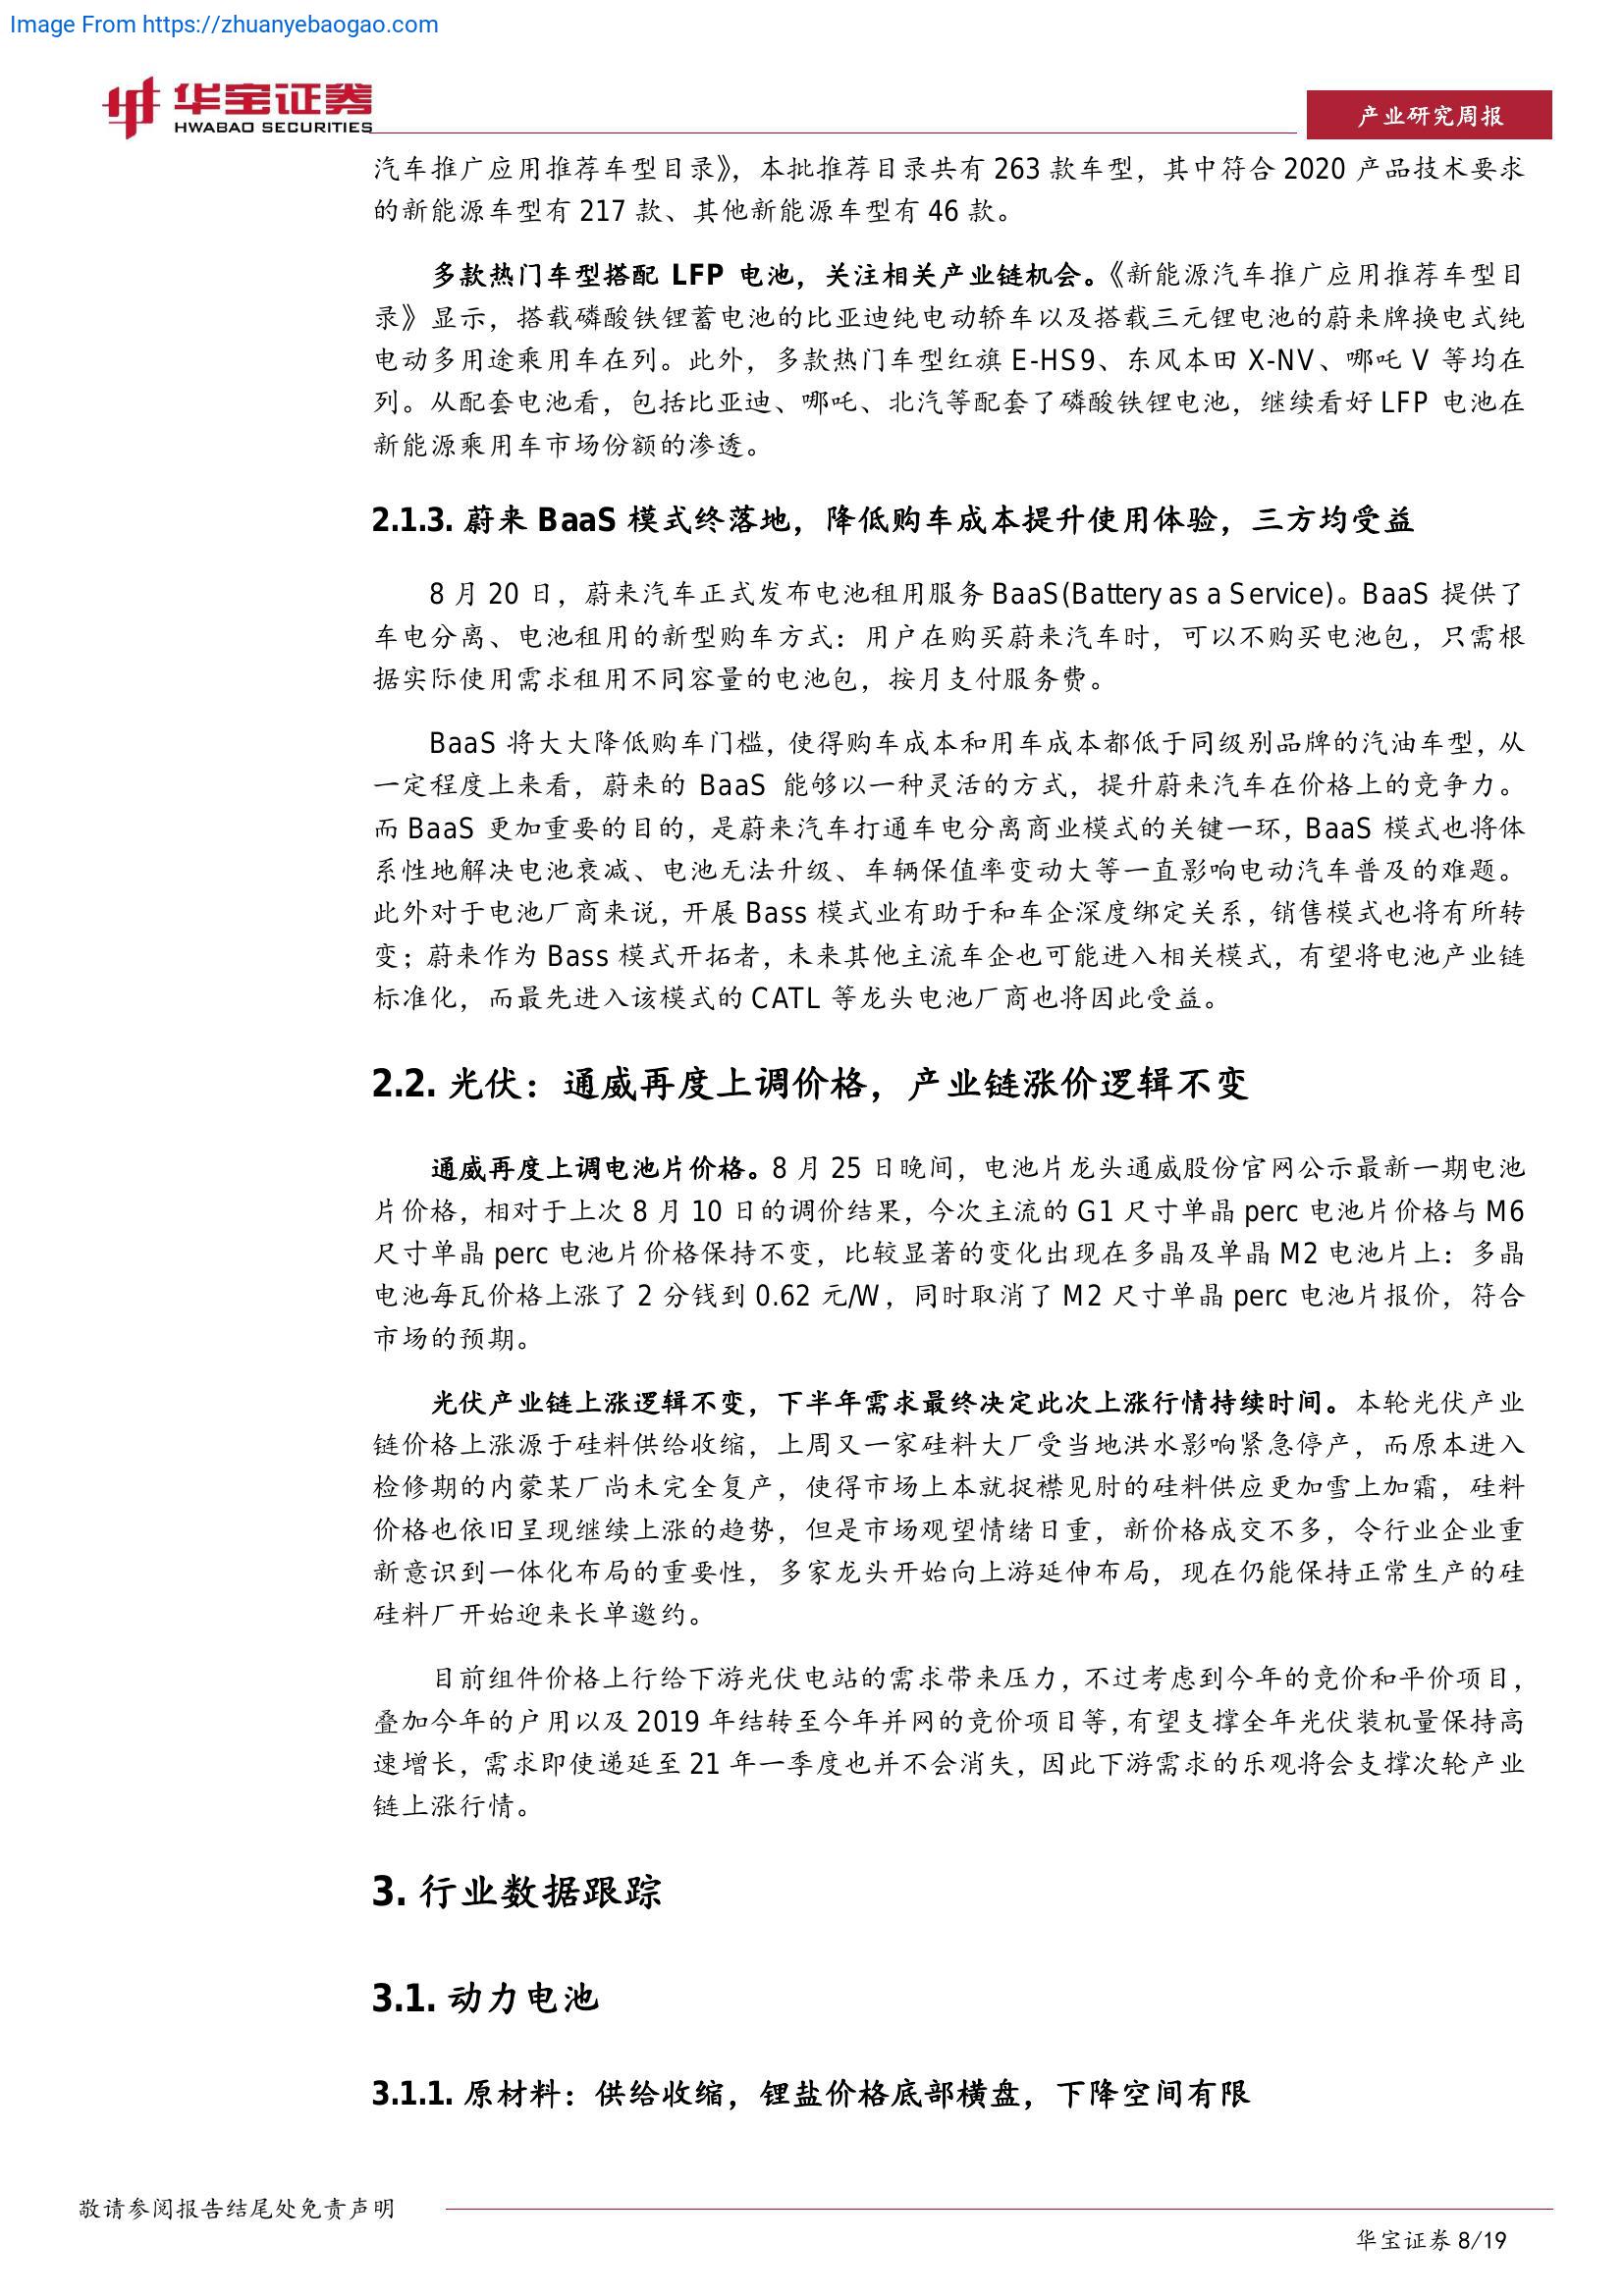 Image From https://zhuanyebaogao.com
华宝证券
HWABAO SECURITIES
产业研究周报
汽车推广应用推荐车型目录》，本批推荐目录共有 263 款车型，其中符合 2020 产品技术要求
的新能源车型有 217 款、其他新能源车型有 46 款。
多款热门车型搭配 LFP 电池，关注相关产业链机会。《新能源汽车推广应用推荐车型目
录》显示，搭载磷酸铁锂蓄电池的比亚迪纯电动轿车以及搭载三元锂电池的蔚来牌换电式纯
电动多用途乘用车在列。此外，多款热门车型红旗 E-HS9、东风本田 X-NV、哪吒 V 等均在
列。从配套电池看，包括比亚迪、哪吒、北汽等配套了磷酸铁锂电池，继续看好 LFP 电池在
新能源乘用车市场份额的渗透。
2.1.3. 蔚来 BaaS 模式终落地，降低购车成本提升使用体验，三方均受益
8 月 20 日，蔚来汽车正式发布电池租用服务 BaaS(Battery as a Service)。BaaS 提供了
车电分离、电池租用的新型购车方式：用户在购买蔚来汽车时，可以不购买电池包，只需根
据实际使用需求租用不同容量的电池包，按月支付服务费。
BaaS 将大大降低购车门槛，使得购车成本和用车成本都低于同级别品牌的汽油车型，从
一定程度上来看，蔚来的 BaaS 能够以一种灵活的方式，提升蔚来汽车在价格上的竞争力。
而 BaaS 更加重要的目的，是蔚来汽车打通车电分离商业模式的关键一环，BaaS 模式也将体
系性地解决电池衰减、电池无法升级、车辆保值率变动大等一直影响电动汽车普及的难题。
此外对于电池厂商来说，开展 Bass 模式业有助于和车企深度绑定关系，销售模式也将有所转
变；蔚来作为 Bass 模式开拓者，未来其他主流车企也可能进入相关模式，有望将电池产业链
标准化，而最先进入该模式的 CATL 等龙头电池厂商也将因此受益。
2.2. 光伏：通威再度上调价格，产业链涨价逻辑不变
通威再度上调电池片价格。8 月 25 日晚间，电池片龙头通威股份官网公示最新一期电池
片价格，相对于上次 8 月 10 日的调价结果，今次主流的 G1 尺寸单晶 perc 电池片价格与 M6
尺寸单晶 perc 电池片价格保持不变，比较显著的变化出现在多晶及单晶 M2 电池片上：多晶
电池每瓦价格上涨了 2 分钱到 0.62 元/W，同时取消了 M2 尺寸单晶 perc 电池片报价，符合
市场的预期。
光伏产业链上涨逻辑不变，下半年需求最终决定此次上涨行情持续时间。本轮光伏产业
链价格上涨源于硅料供给收缩，上周又一家硅料大厂受当地洪水影响紧急停产，而原本进入
检修期的内蒙某厂尚未完全复产，使得市场上本就捉襟见肘的硅料供应更加雪上加霜，硅料
价格也依旧呈现继续上涨的趋势，但是市场观望情绪日重，新价格成交不多，令行业企业重
新意识到一体化布局的重要性，多家龙头开始向上游延伸布局，现在仍能保持正常生产的硅
硅料厂开始迎来长单邀约。
目前组件价格上行给下游光伏电站的需求带来压力，不过考虑到今年的竞价和平价项目，
叠加今年的户用以及 2019 年结转至今年并网的竞价项目等，有望支撑全年光伏装机量保持高
速增长，需求即使递延至 21 年一季度也并不会消失，因此下游需求的乐观将会支撑次轮产业
链上涨行情。
3. 行业数据跟踪
3.1. 动力电池
3.1.1. 原材料：供给收缩，锂盐价格底部横盘，下降空间有限
敬请参阅报告结尾处免责声明
华宝证券 8/19